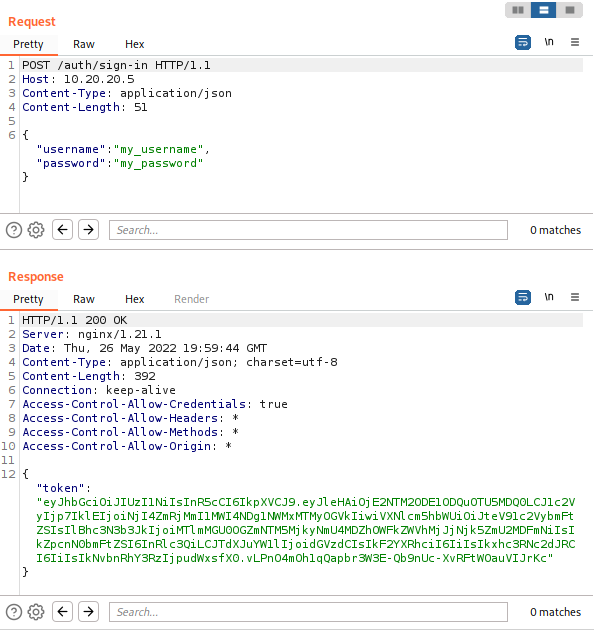 Request
Pretty Raw Hex \n
1 POST /auth/sign-in HTTP/1.1
2 Host: 10.20.20.5
3 Content-Type: application/json
4 Content-Length: 51
5
6 {
"username":"my_username",
"password":"my_password"
}
Search... 0 matches
Response
Pretty Raw Hex Render \n
1 HTTP/1.1 200 OK
2 Server: nginx/1.21.1
3 Date: Thu, 26 May 2022 19:59:44 GMT
4 Content-Type: application/json; charset=utf-8
5 Content-Length: 392
6 Connection: keep-alive
7 Access-Control-Allow-Credentials: true
8 Access-Control-Allow-Headers: *
9 Access-Control-Allow-Methods: *
10 Access-Control-Allow-Origin: *
11
12 {
"token":
"eyJhbGciOiJIUzI1NiIsInR5cCI6IkpXVCJ9.eyJleHAiOjE2NTM2ODE1ODQuOTU5MDQ0LCJ1c2V
yIjp7IklEIjoiNjI4ZmRjMmI1MWI4NDg1NWMxMTMyOGVkIiwiVXNlcm5hbWUiOiJteV91c2VybmFt
ZSIsIlBhc3N3b3JkIjoiMTlmMGU0OGZmNTM5MjkyNmU4MDZhOWFkZWVhMjJjNjk5ZmU2MDFmNiIsI
kZpcnN0bmFtZSI6InRlc3QiLCJTdXJuYW1lIjoidGVzdCIsIkF2YXRhciI6IiIsIkxhc3RNc2dJRC
I6IiIsIkNvbnRhY3RzIjpudWxsfX0.vLPnO4mOh1qQapbr3W3E-Qb9nUc-XvRFtWOauVIJrKc"
}
Search... 0 matches